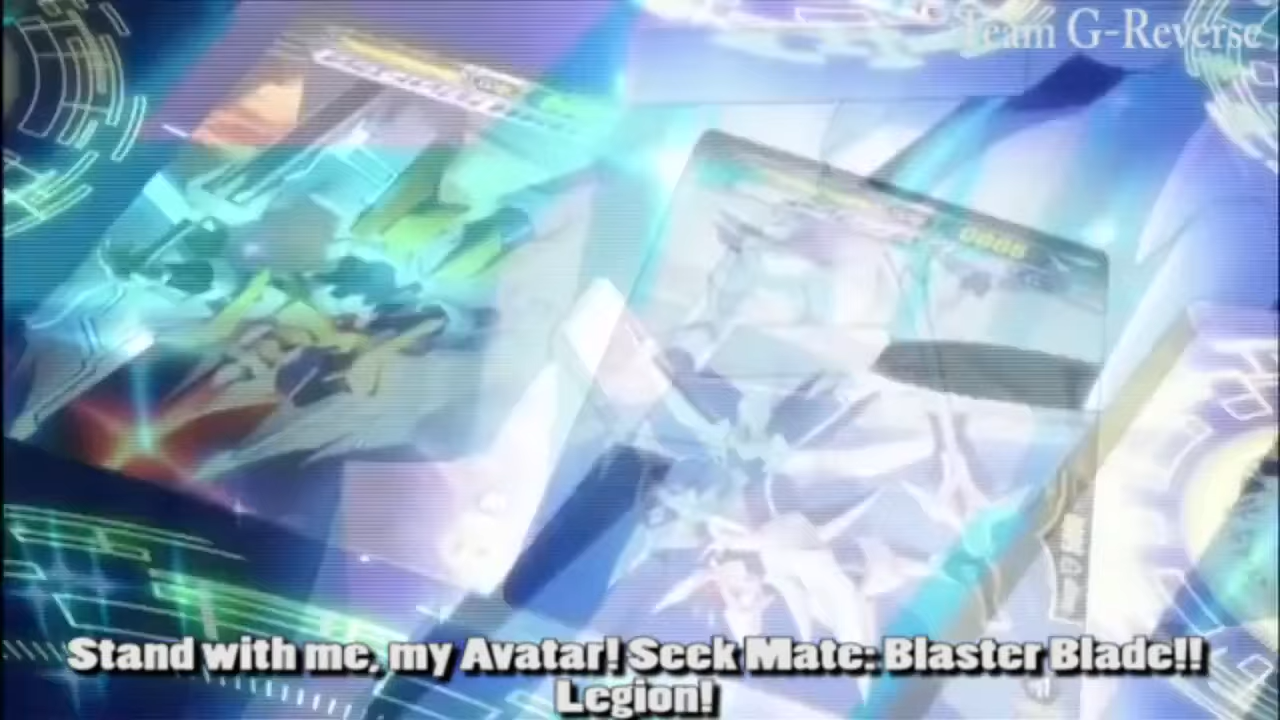 Team G-Reverse
Stand with me, my Avatar! Seek Mate: Blaster Blade!!
Legion!